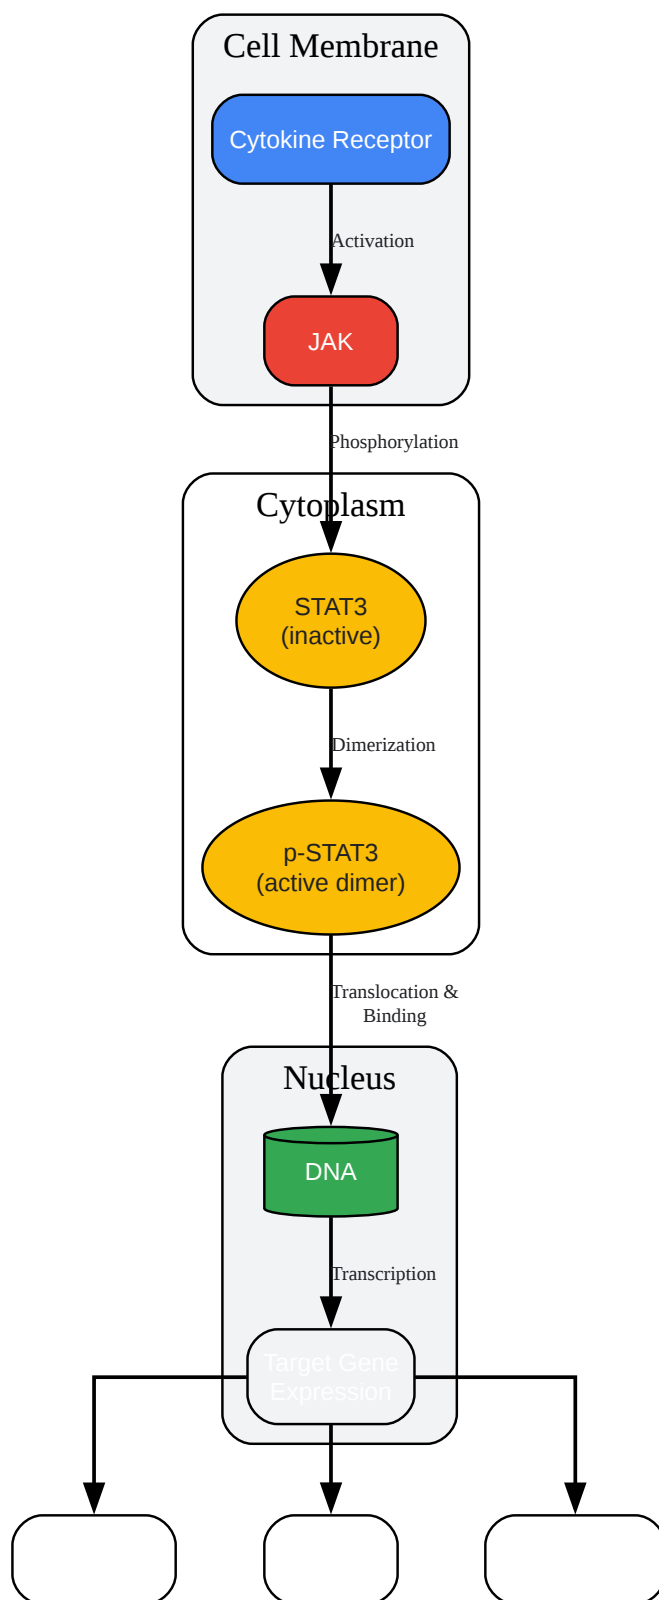 Cell Membrane
Cytokine Receptor
Activation
JAK
Phosphorylation
Cytoplasm
STAT3
(inactive)
Dimerization
p-STAT3
(active dimer)
Translocation &
Binding
Nucleus
DNA
Transcription
Target Gene
Expression